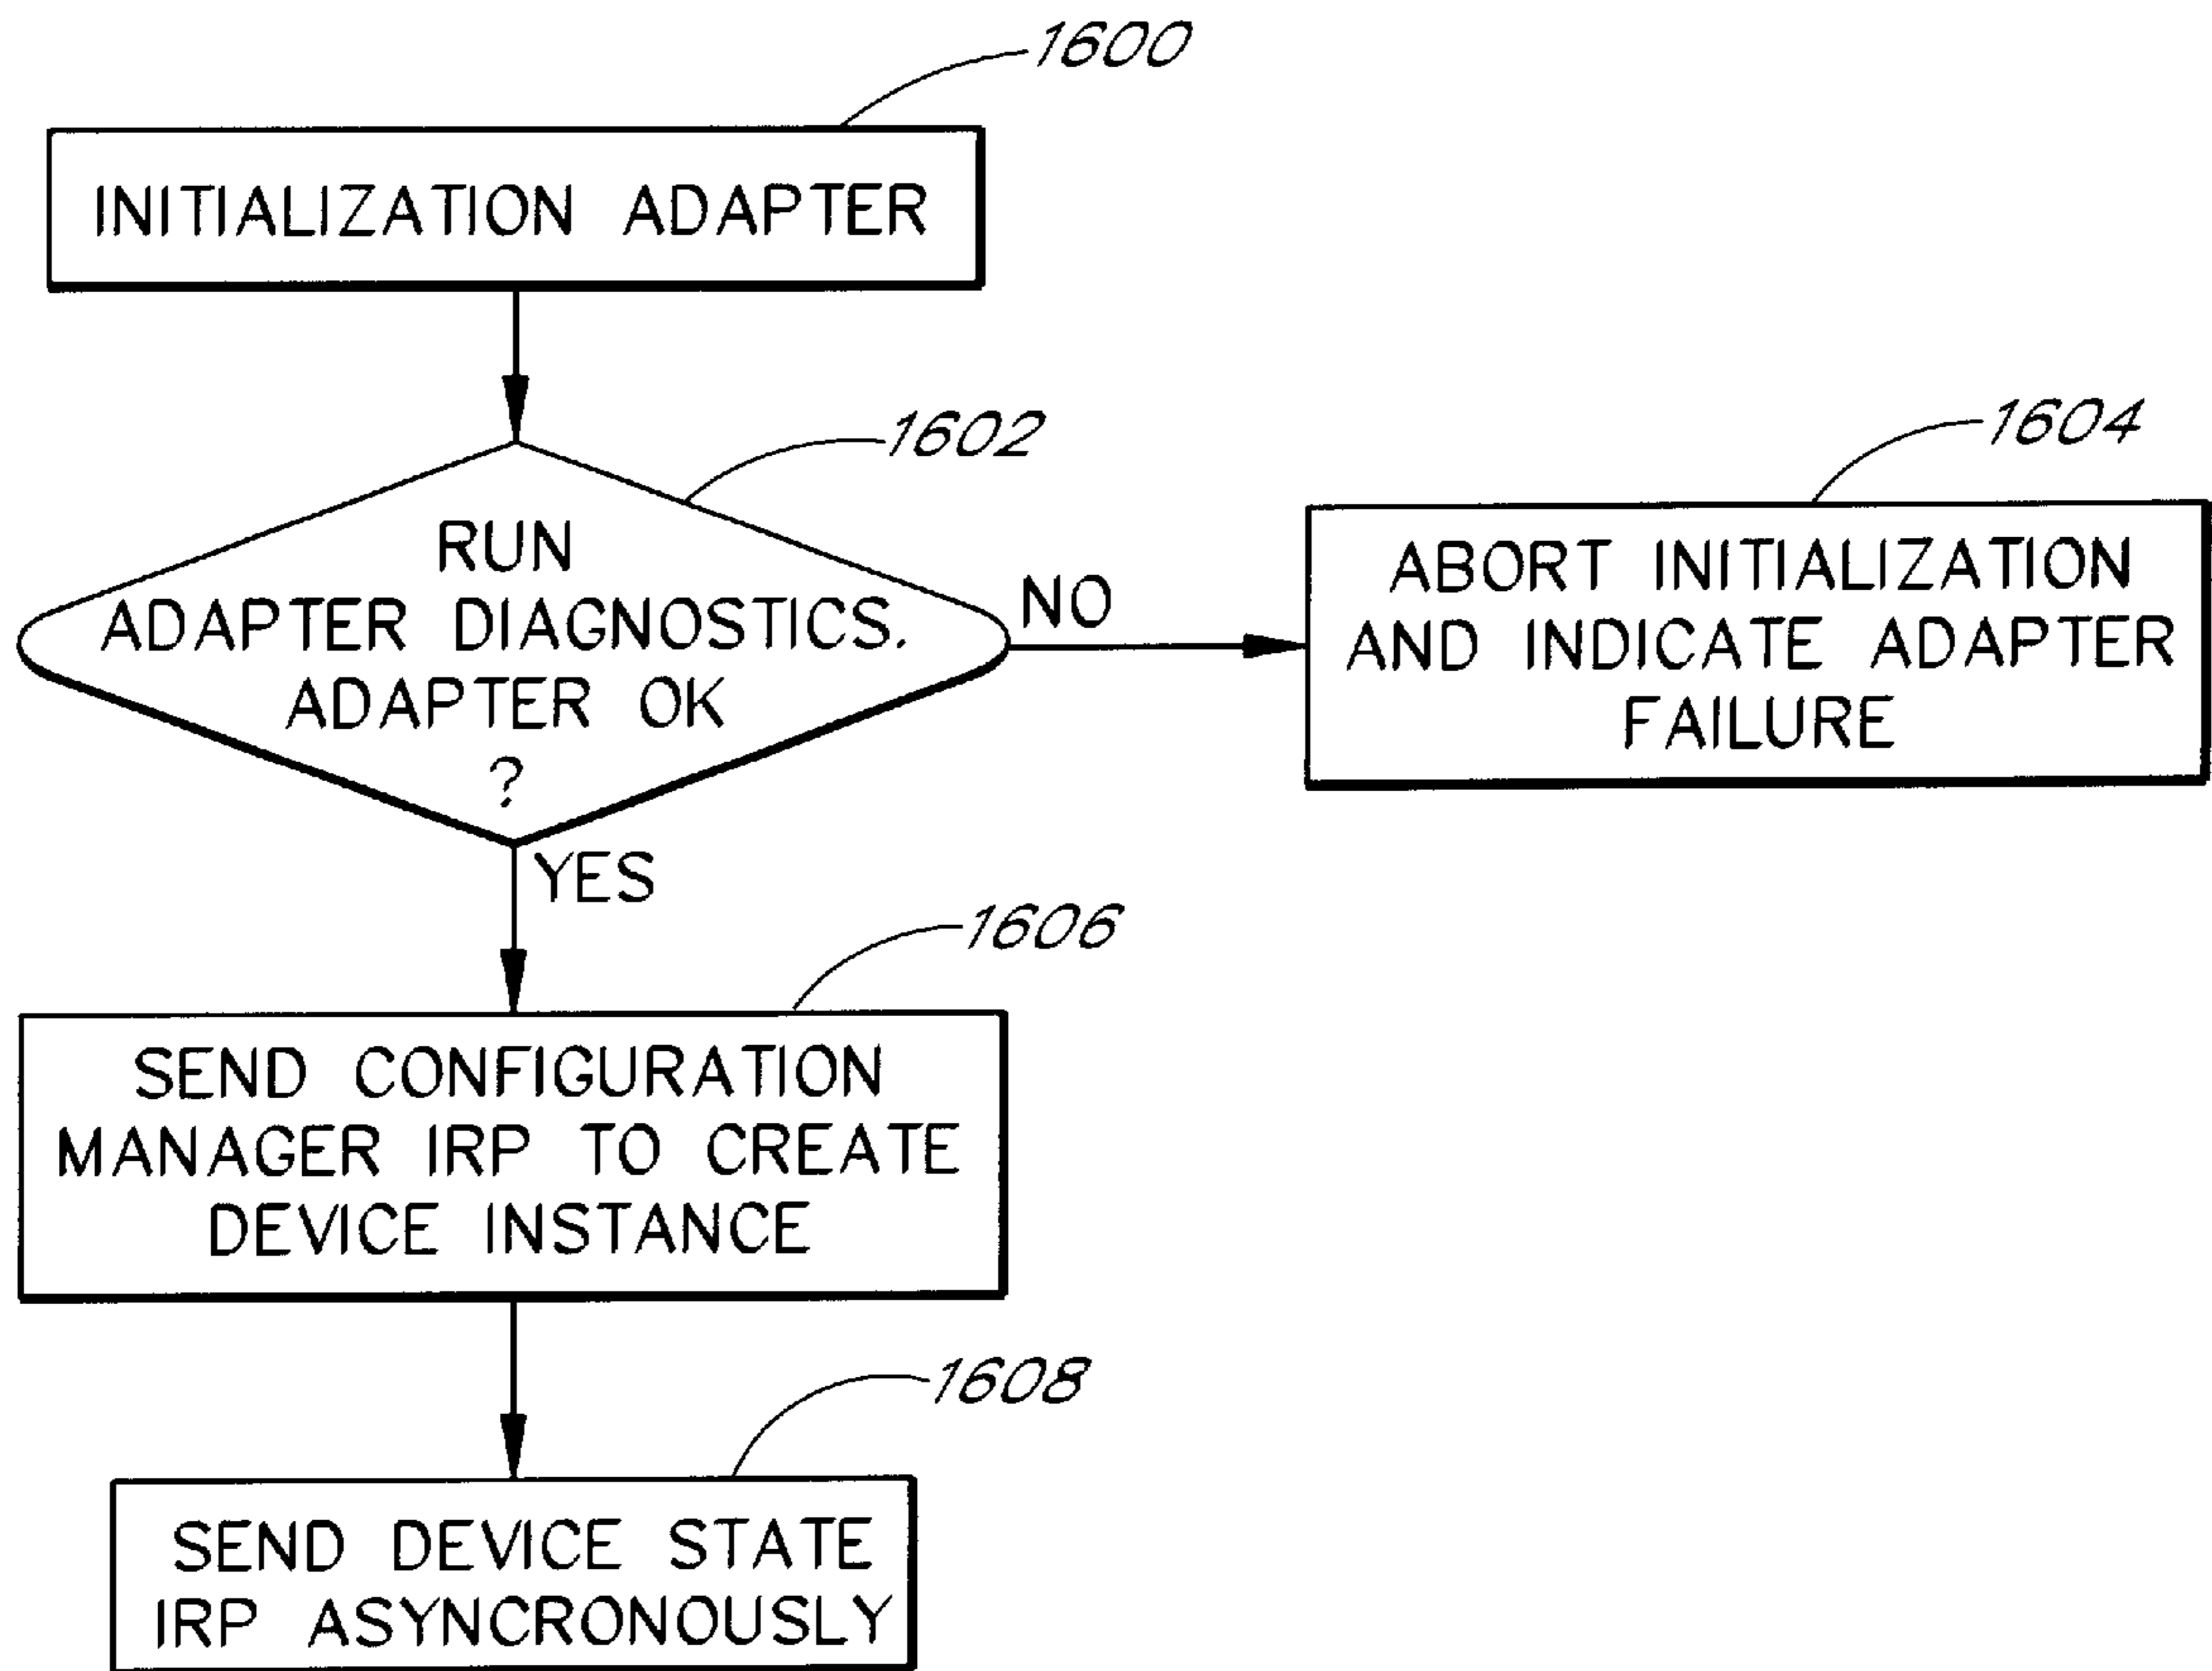 1600
INITIALIZATION ADAPTER
1602
RUN
ADAPTER DIAGNOSTICS.
ADAPTER OK
?
NO
1604
ABORT INITIALIZATION
AND INDICATE ADAPTER
FAILURE
YES
1606
SEND CONFIGURATION
MANAGER IRP TO CREATE
DEVICE INSTANCE
1608
SEND DEVICE STATE
IRP ASYNCRONOUSLY